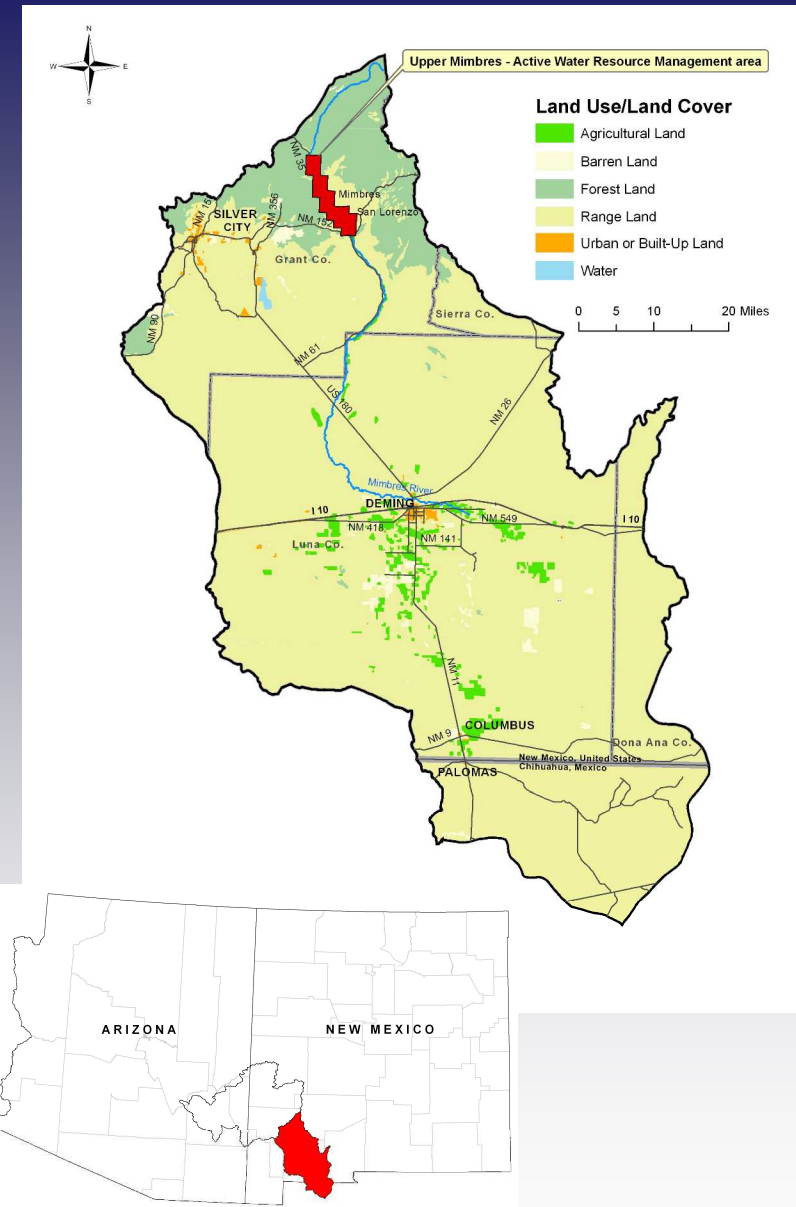 N
W E
S
Upper Mimbres - Active Water Resource Management area
Land Use/Land Cover
Agricultural Land
Barren Land
Forest Land
Range Land
Urban or Built-Up Land
Water
0 5 10 20 Miles
NM 35
Mimbres
San Lorenzo
NM 15
SILVER
CITY
NM 356
NM 152
Grant Co.
Sierra Co.
NM 90
NM 61
US 180
NM 26
Mimbres River
DEMING
I 10
NM 549
I 10
NM 418
NM 141
Luna Co.
NM 11
COLUMBUS
NM 9
Dona Ana Co.
New Mexico, United States
Chihuahua, Mexico
PALOMAS
ARIZONA
NEW MEXICO